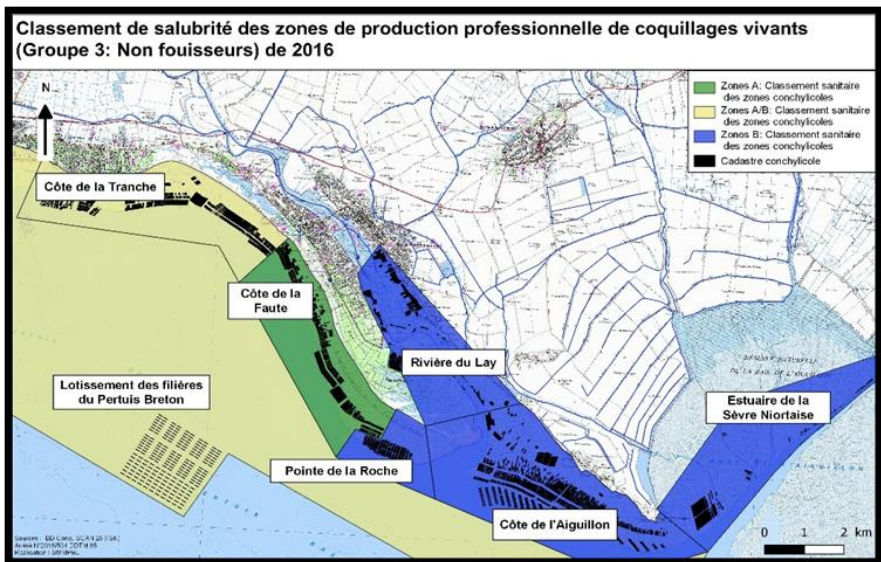 Classement de salubrité des zones de production professionnelle de coquillages vivants
(Groupe 3: Non fouisseurs) de 2016
N
Zones A: Classement sanitaire
des zones conchylicoles
Zones A/B: Classement sanitaire
des zones conchylicoles
Zones B: Classement sanitaire
des zones conchylicoles
Cadastre conchylicole
Côte de la Tranche
Côte de la
Faute
Rivière du Lay
Lotissement des filières
du Pertuis Breton
Estuaire de la
Sèvre Niortaise
Pointe de la Roche
Côte de l'Aiguillon
0 1 2 km